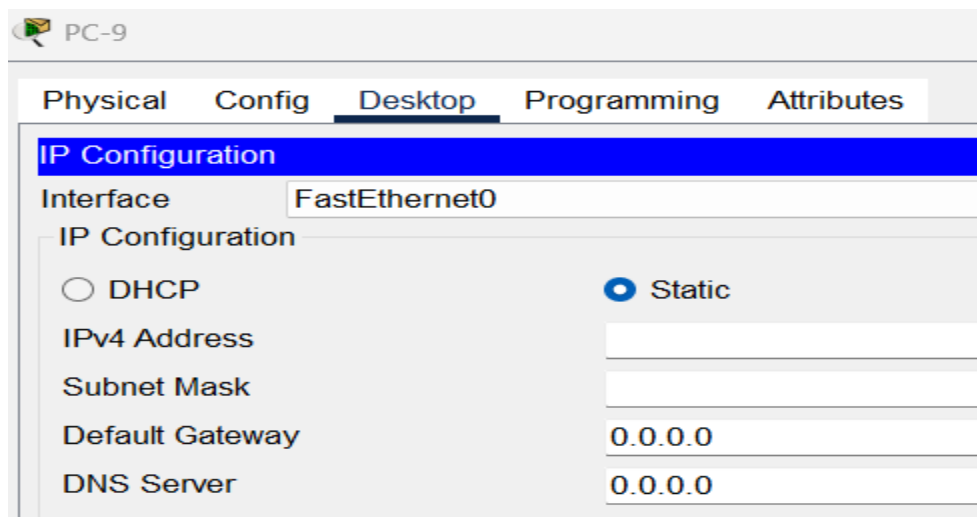 PC-9
Physical Config Desktop Programming Attributes
IP Configuration
Interface FastEthernet0
IP Configuration
DHCP Static
IPv4 Address
Subnet Mask
Default Gateway 0.0.0.0
DNS Server 0.0.0.0